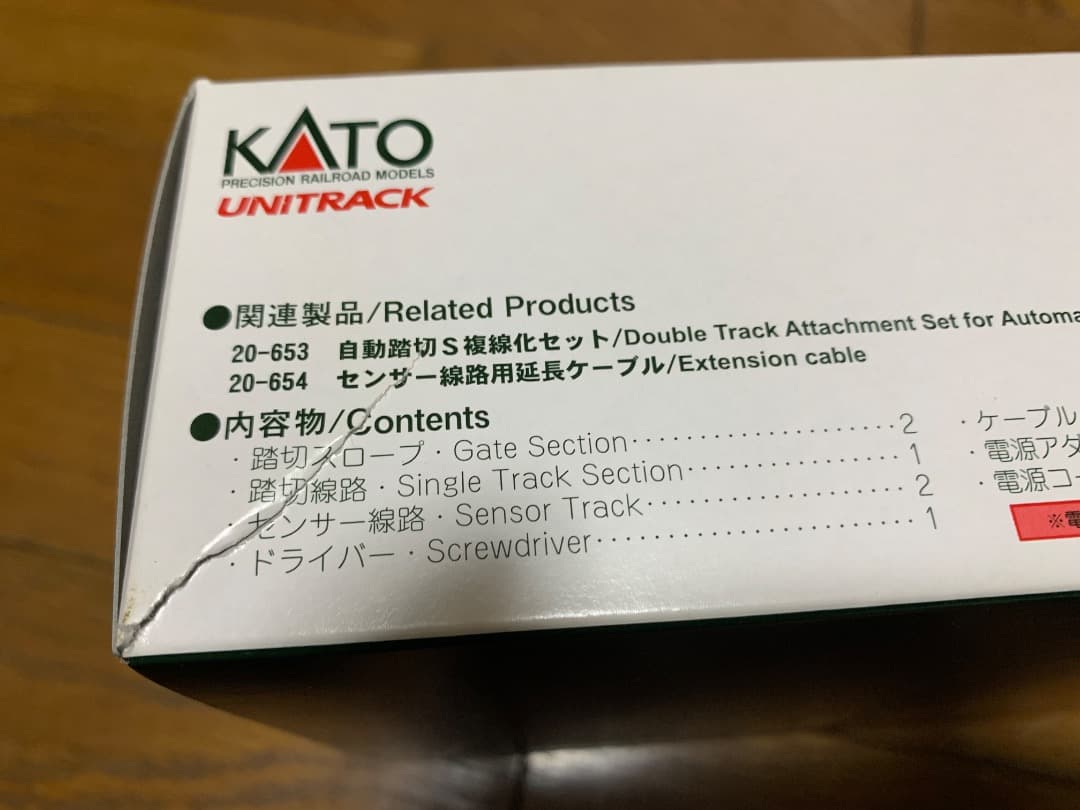 KATO
PRECISION RAILROAD MODELS
UNITRACK
●関連製品/Related Products
20-653 自動踏切S複線化セット/Double Track Attachment Set for Automa
20-654 センサー線路用延長ケーブル/Extension cable
●内容物/Contents
・踏切スロープ・Gate Section····················2
・踏切線路・Single Track Section················1
・センサー線路・Sensor Track····················2
・ドライバー・Screwdriver························1
・ケーブル
・電源アダ
・電源コー
※電